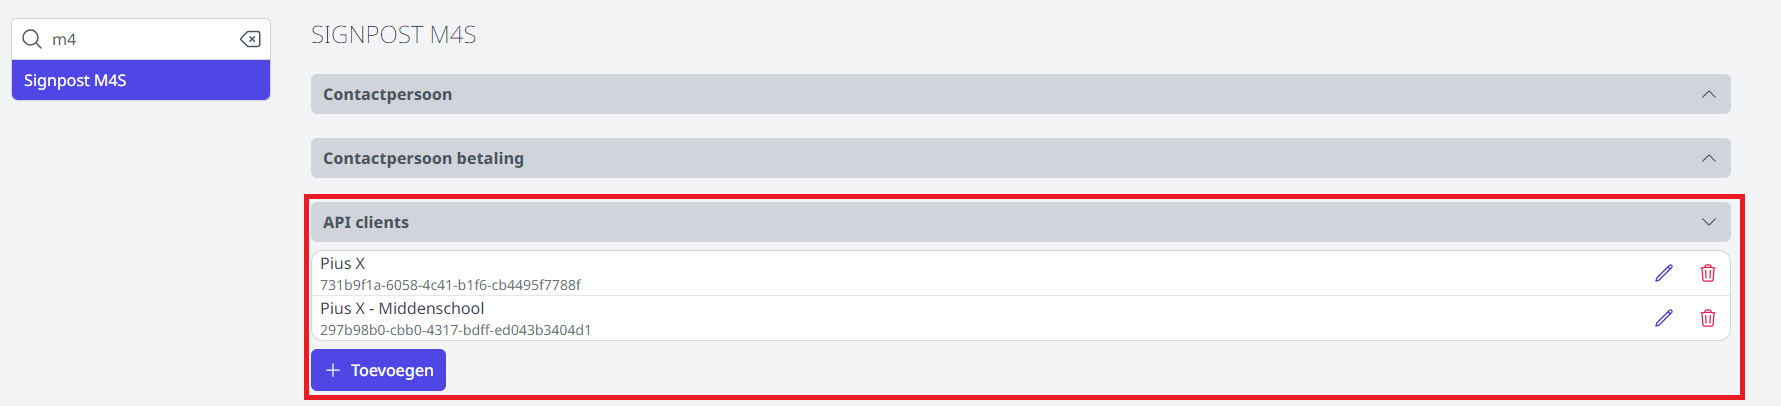 m4
Signpost M4S
SIGNPOST M4S
Contactpersoon
Contactpersoon betaling
API clients
Pius X
731b9f1a-6058-4c41-b1f6-cb4495f7788f
Pius X - Middenschool
297b98b0-cbb0-4317-bdff-ed043b3404d1
Toevoegen